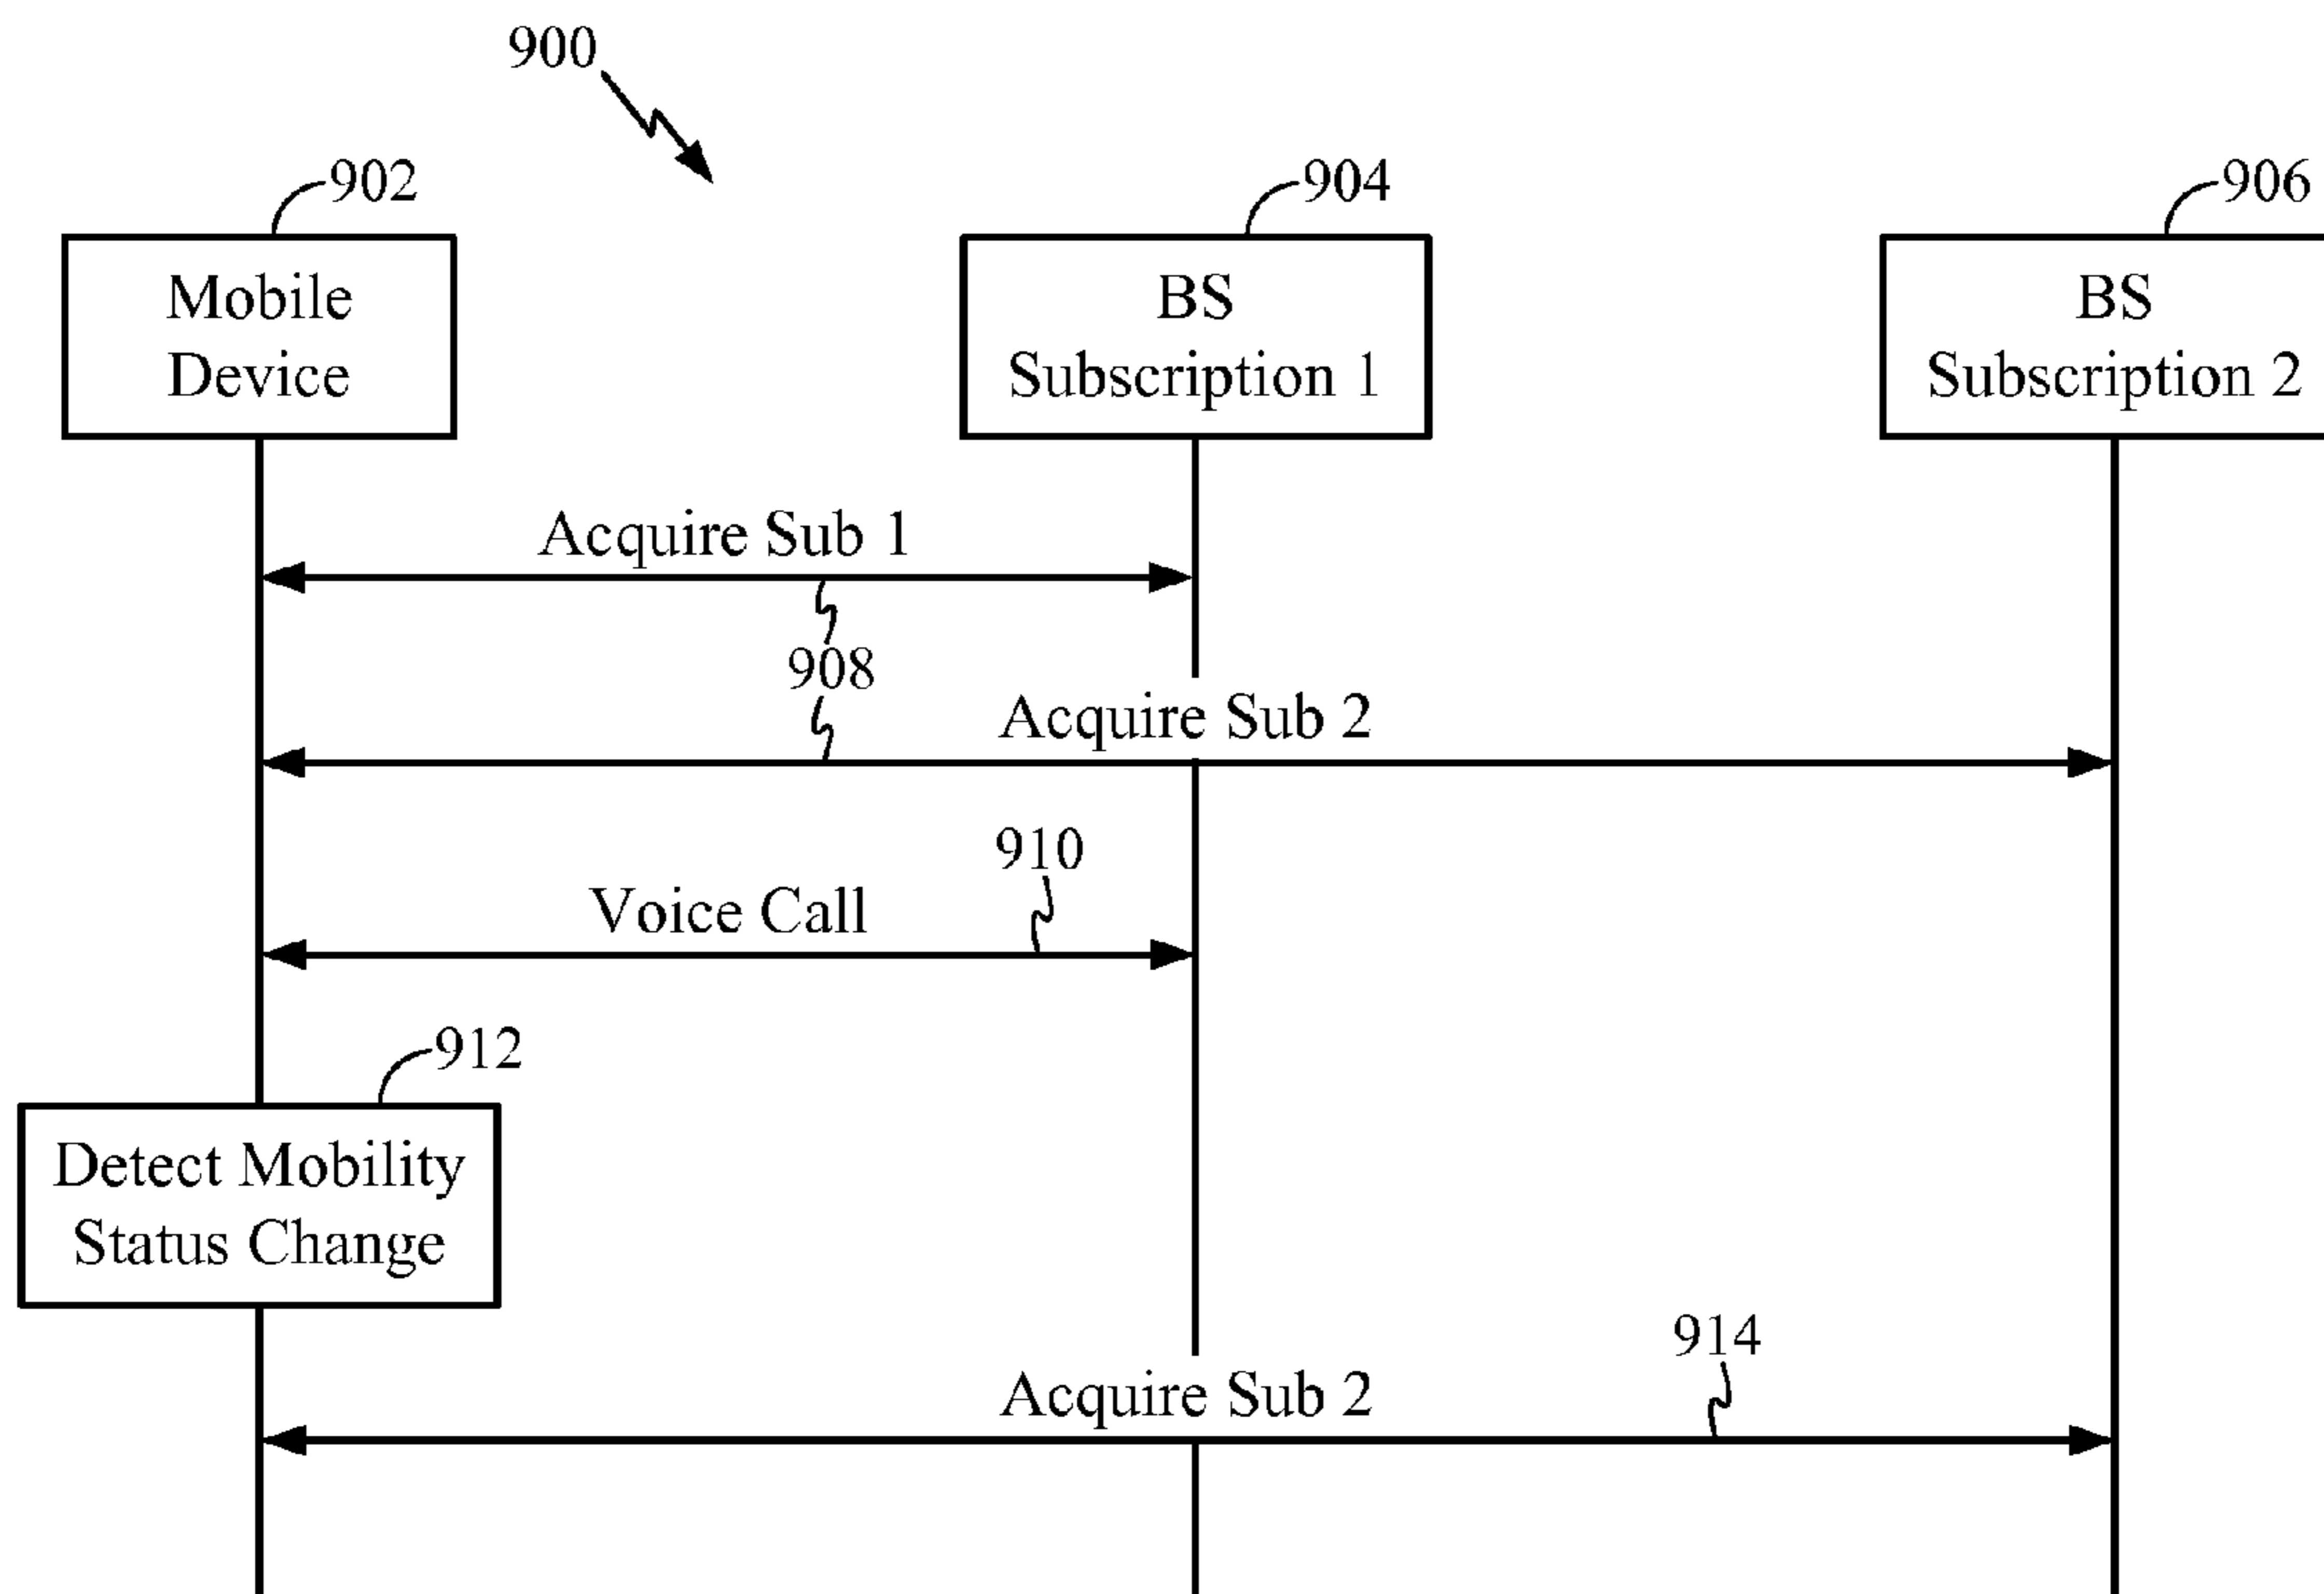 900
902
904
906
Mobile
Device
BS
Subscription 1
BS
Subscription 2
Acquire Sub 1
908
Acquire Sub 2
910
Voice Call
912
Detect Mobility
Status Change
914
Acquire Sub 2